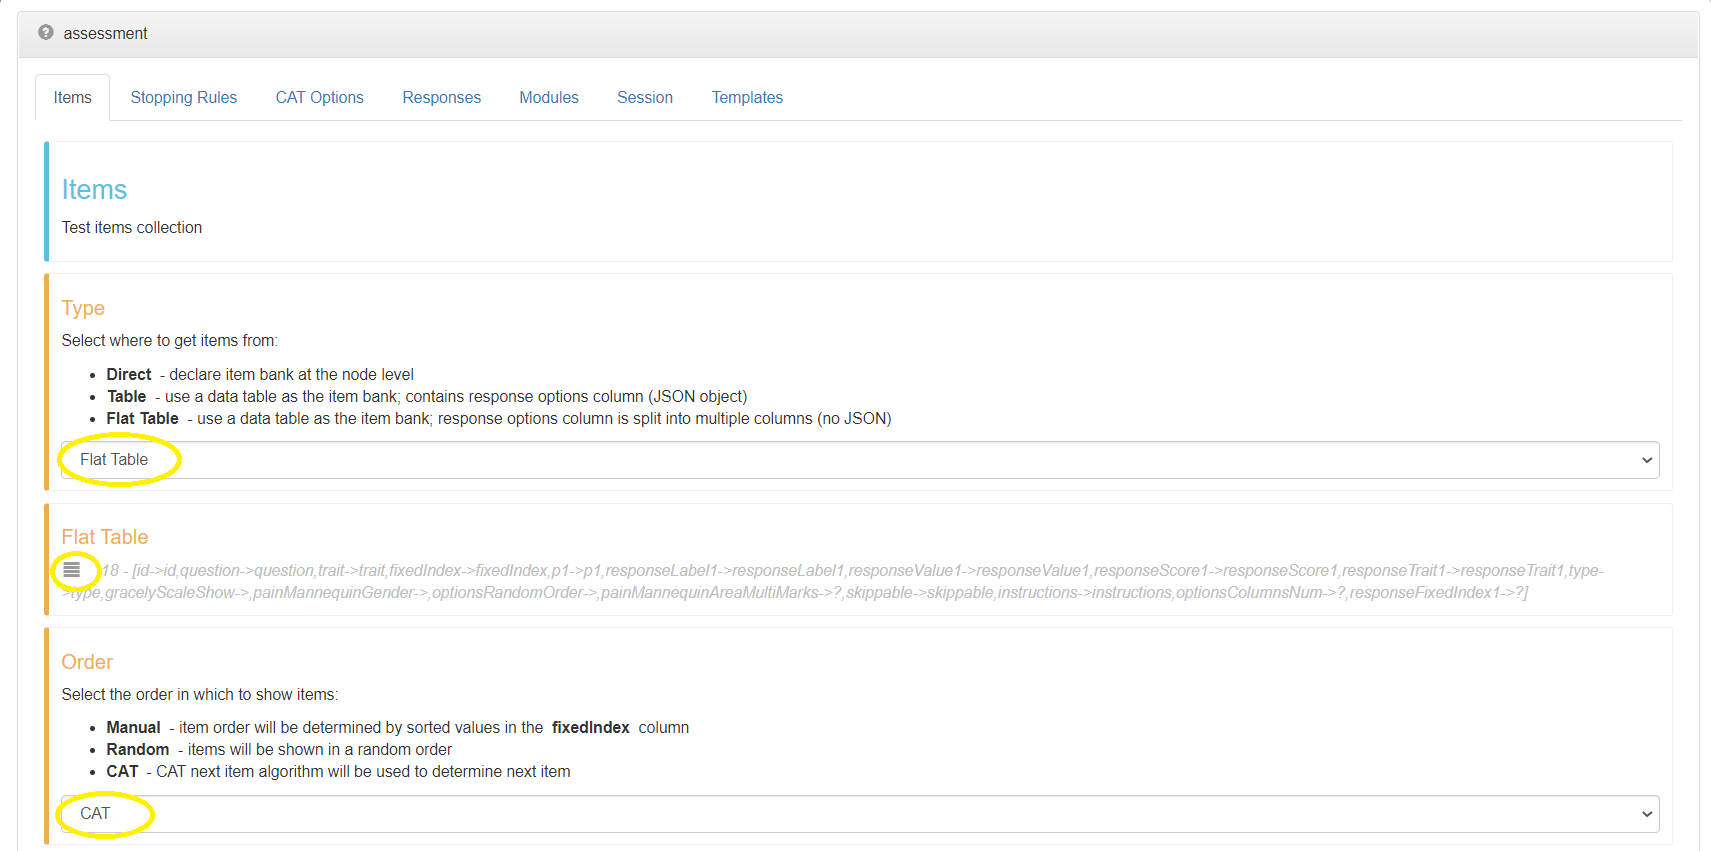 assessment
Items Stopping Rules CAT Options Responses Modules Session Templates
Items
Test items collection
Type
Select where to get items from:
• Direct - declare item bank at the node level
• Table - use a data table as the item bank; contains response options column (JSON object)
• Flat Table - use a data table as the item bank; response options column is split into multiple columns (no JSON)
Flat Table
Flat Table
18 - [id->id,question->question,trait->trait,fixedIndex->fixedIndex,p1->p1,responseLabel1->responseLabel1,responseValue1->responseValue1,responseScore1->responseScore1,responseTrait1->responseTrait1,type-
>type,gracelyScaleShow->,painMannequinGender->,optionsRandomOrder->,painMannequinAreaMultiMarks->?,skippable->skippable,instructions->instructions,optionsColumnsNum->?,responseFixedIndex1->?]
Order
Select the order in which to show items:
• Manual - item order will be determined by sorted values in the fixedIndex column
• Random - items will be shown in a random order
• CAT - CAT next item algorithm will be used to determine next item
CAT